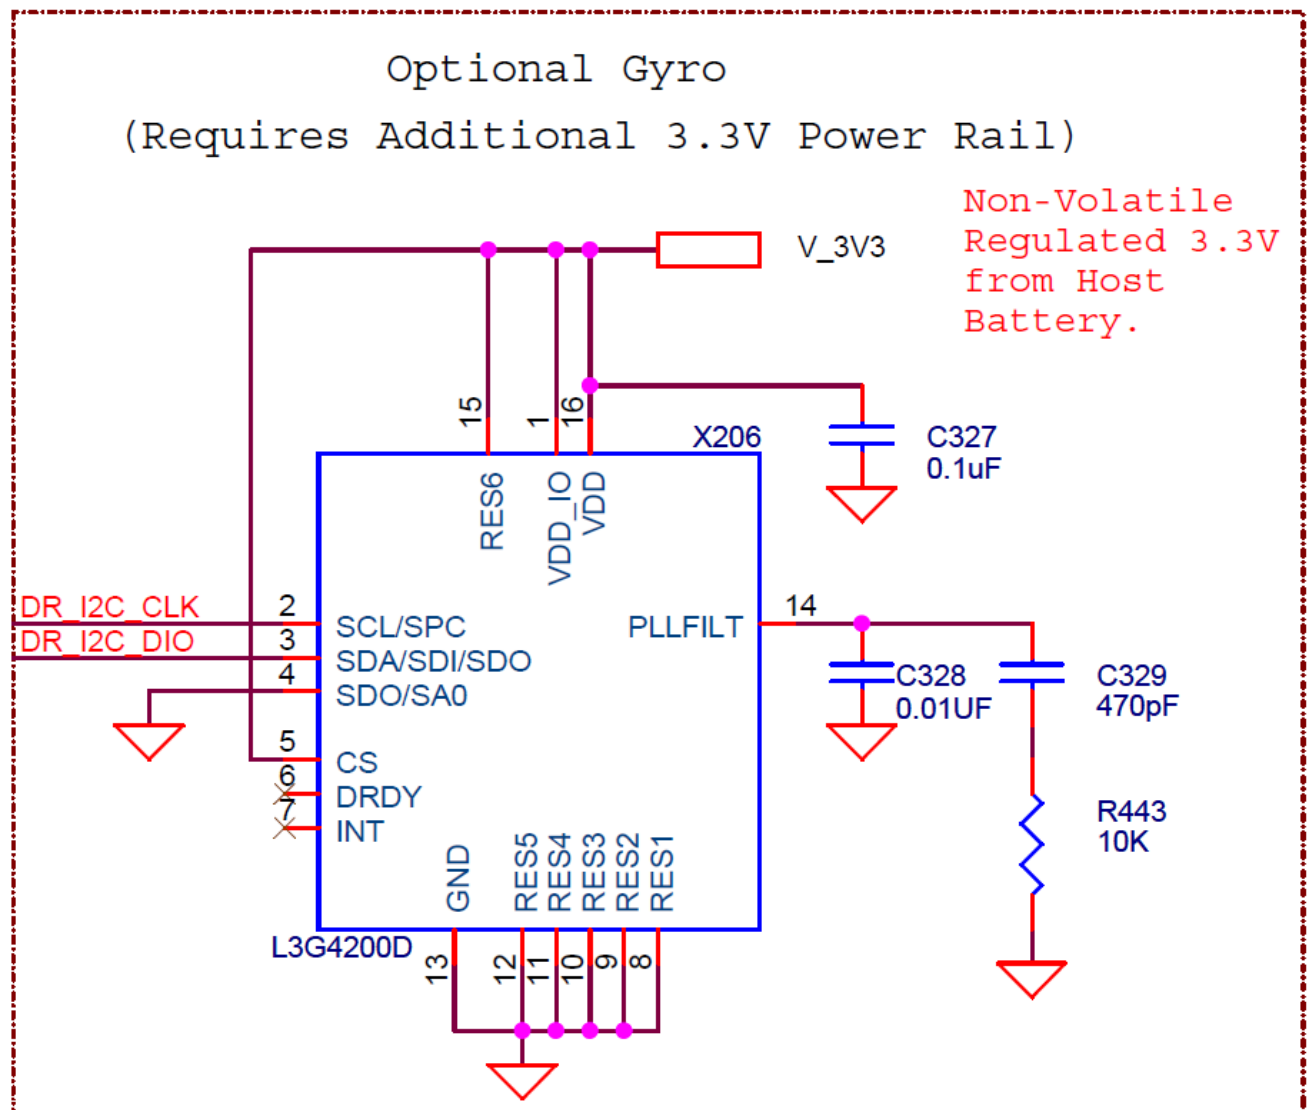 Optional Gyro
(Requires Additional 3.3V Power Rail)
Non-Volatile
Regulated 3.3V
from Host
Battery.
V_3V3
15
1
16
X206
C327
0.1uF
RES6
VDD_IO
VDD
DR_I2C_CLK
2
SCL/SPC
PLLFILT
14
DR_I2C_DIO
3
SDA/SDI/SDO
4
SDO/SA0
C328
0.01UF
C329
470pF
5
CS
6
DRDY
7
INT
R443
10K
GND
RES5
RES4
RES3
RES2
RES1
L3G4200D
13
12
11
10
9
8